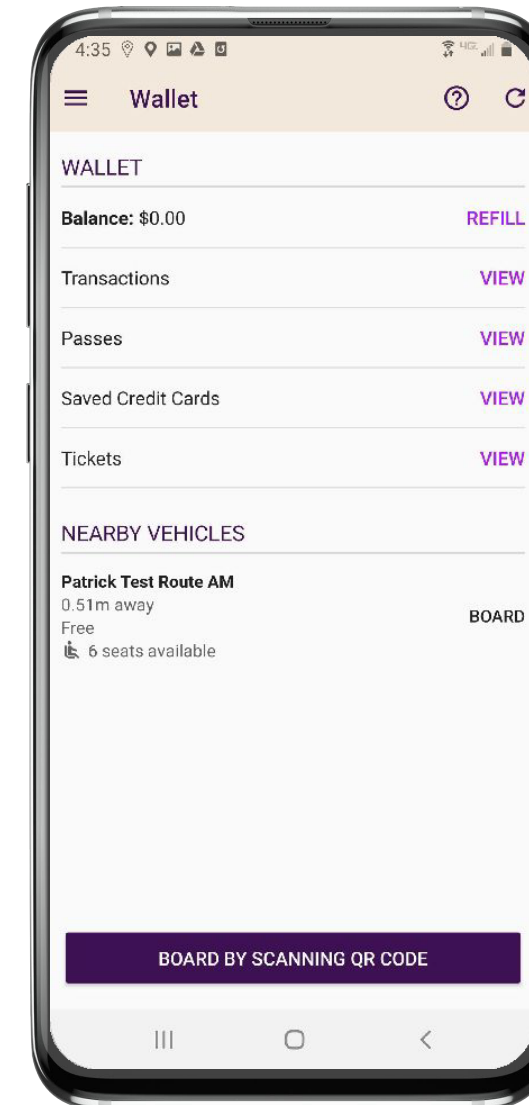 4:35
Wallet
WALLET
Balance: $0.00 REFILL
Transactions VIEW
Passes VIEW
Saved Credit Cards VIEW
Tickets VIEW
NEARBY VEHICLES
Patrick Test Route AM
0.51m away
Free
6 seats available
BOARD
BOARD BY SCANNING QR CODE